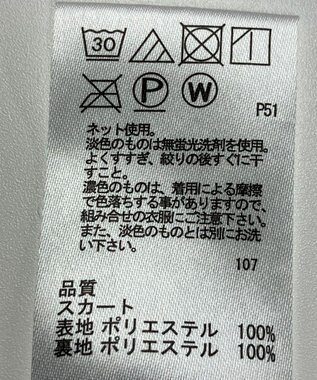 30
P W P51
ネット使用。
淡色のものは無蛍光洗剤を使用。
よくすすぎ、絞りの後すぐに干
すこと。
濃色のものは、着用による摩擦
で色落ちする事がありますので、
組み合せの衣服にご注意下さい。
また、淡色のものとは別にお洗
い下さい。
107
品質
スカート
表地 ポリエステル 100%
裏地 ポリエステル 100%